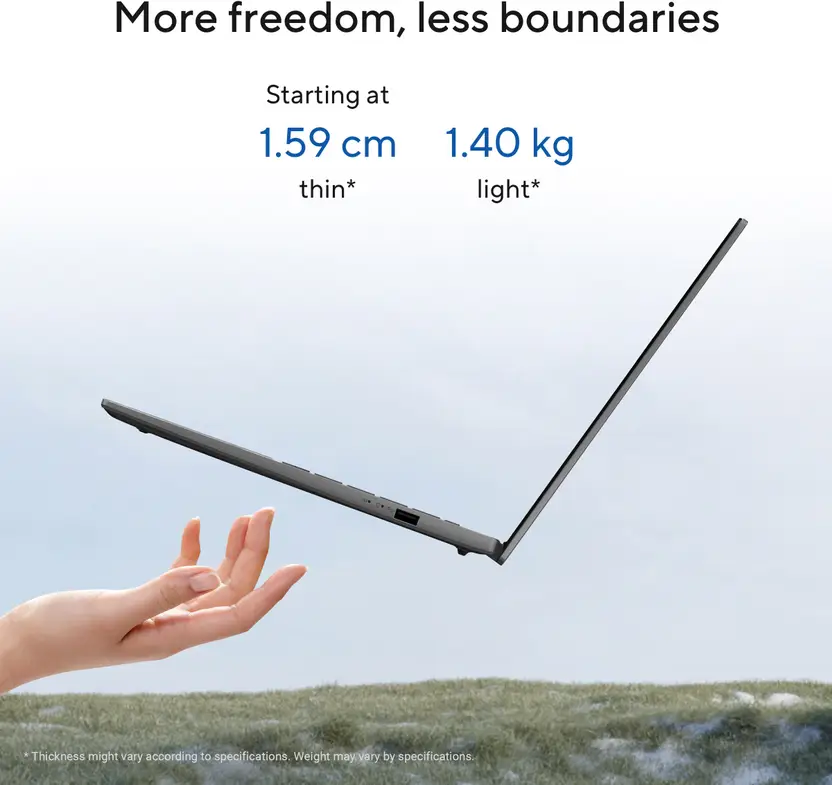 More freedom, less boundaries
Starting at
1.59 cm 1.40 kg
thin* light*
* Thickness might vary according to specifications. Weight may vary by specifications.